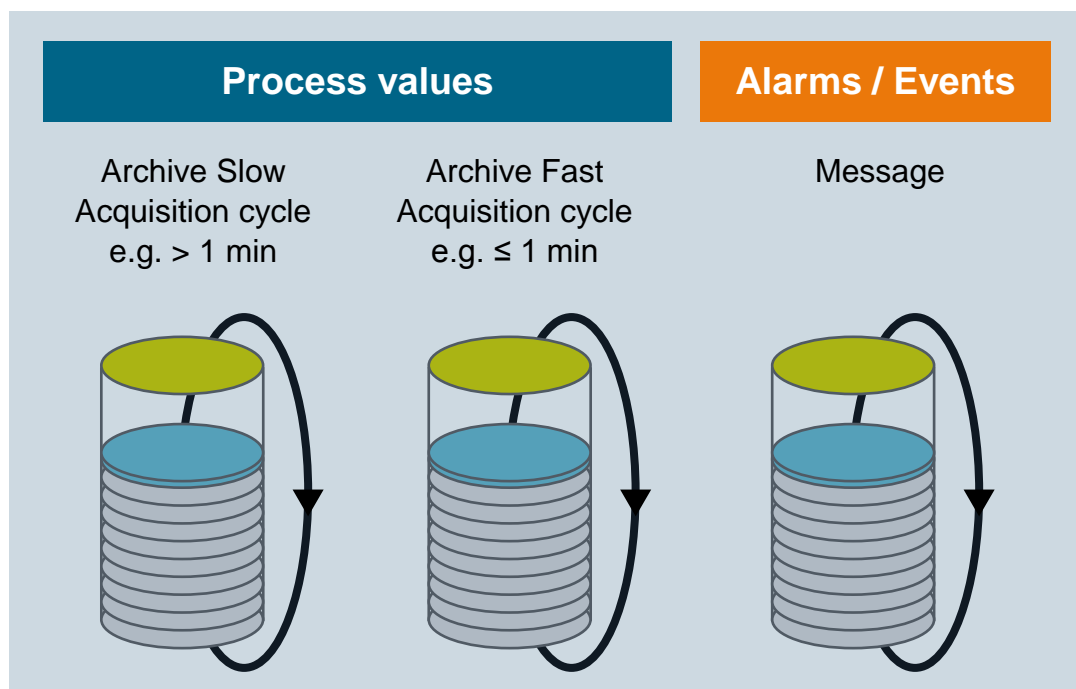 Process values
Alarms / Events
Archive Slow
Acquisition cycle
e.g. > 1 min
Archive Fast
Acquisition cycle
e.g. ≤ 1 min
Message